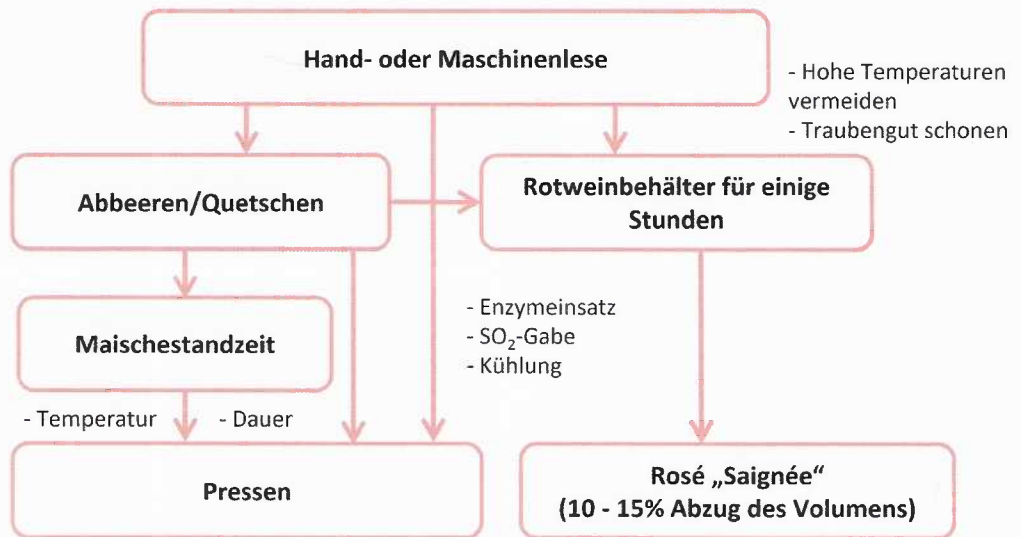 Hand- oder Maschinenlese
- Hohe Temperaturen
vermeiden
- Traubengut schonen
Abbeeren/Quetschen
Rotweinbehälter für einige
Stunden
Maischestandzeit
- Enzymeinsatz
- SO₂-Gabe
- Kühlung
- Temperatur
- Dauer
Pressen
Rosé „Saignée“
(10 - 15% Abzug des Volumens)